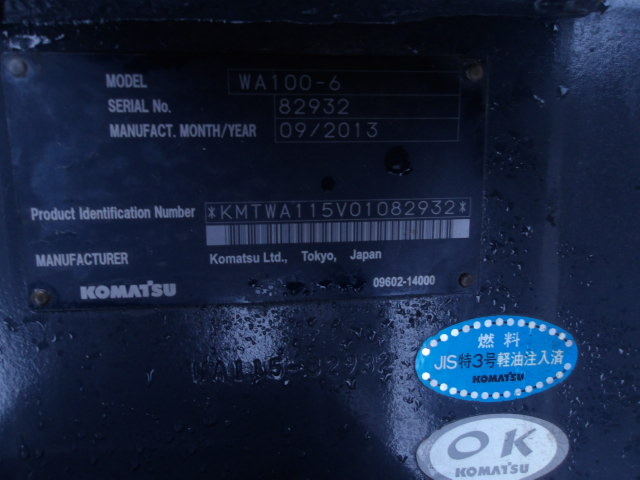 MODEL WA100-6
SERIAL No. 82932
MANUFACT. MONTH/YEAR 09/2013
Product Identification Number *KMTWA115V01082932*
MANUFACTURER Komatsu Ltd., Tokyo, Japan
KOMATSU 09602-14000
WA115-82932
燃料
JIS特3号軽油注入済
KOMATSU
OK
KOMATSU